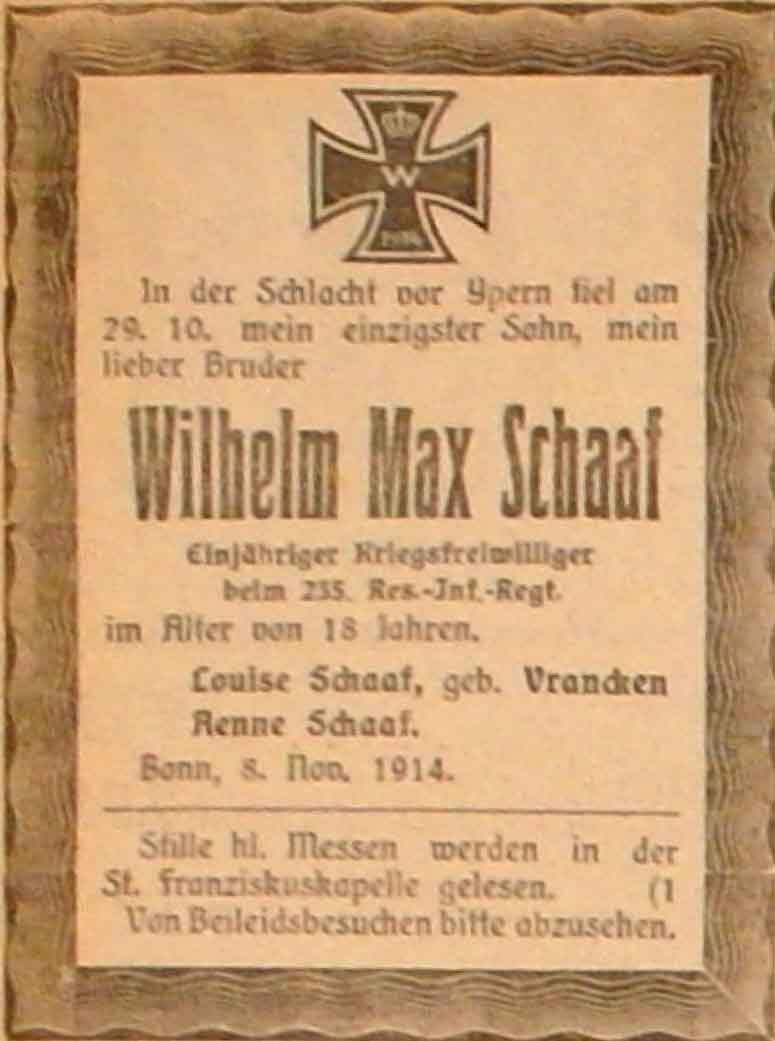 W
1914
In der Schlacht vor Ypern fiel am
29. 10. mein einzigster Sohn, mein
lieber Bruder
Wilhelm Max Schaaf
Einjähriger Kriegsfreiwilliger
beim 235. Res.-Inf.-Regt.
im Alter von 18 Jahren.
Louise Schaaf, geb. Vrancken
Aenne Schaaf.
Bonn, 8. Nov. 1914.
Stille hl. Messen werden in der
St. Franziskuskapelle gelesen. (1
Von Beileidsbesuchen bitte abzusehen.